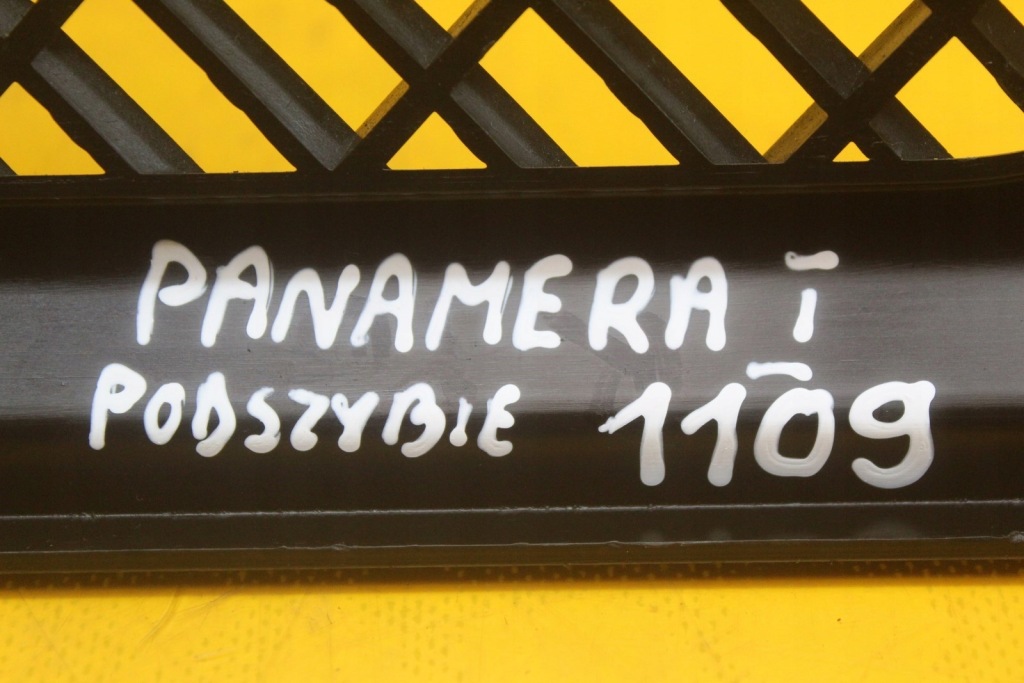 PANAMERA I
PODSZYBIE 1109